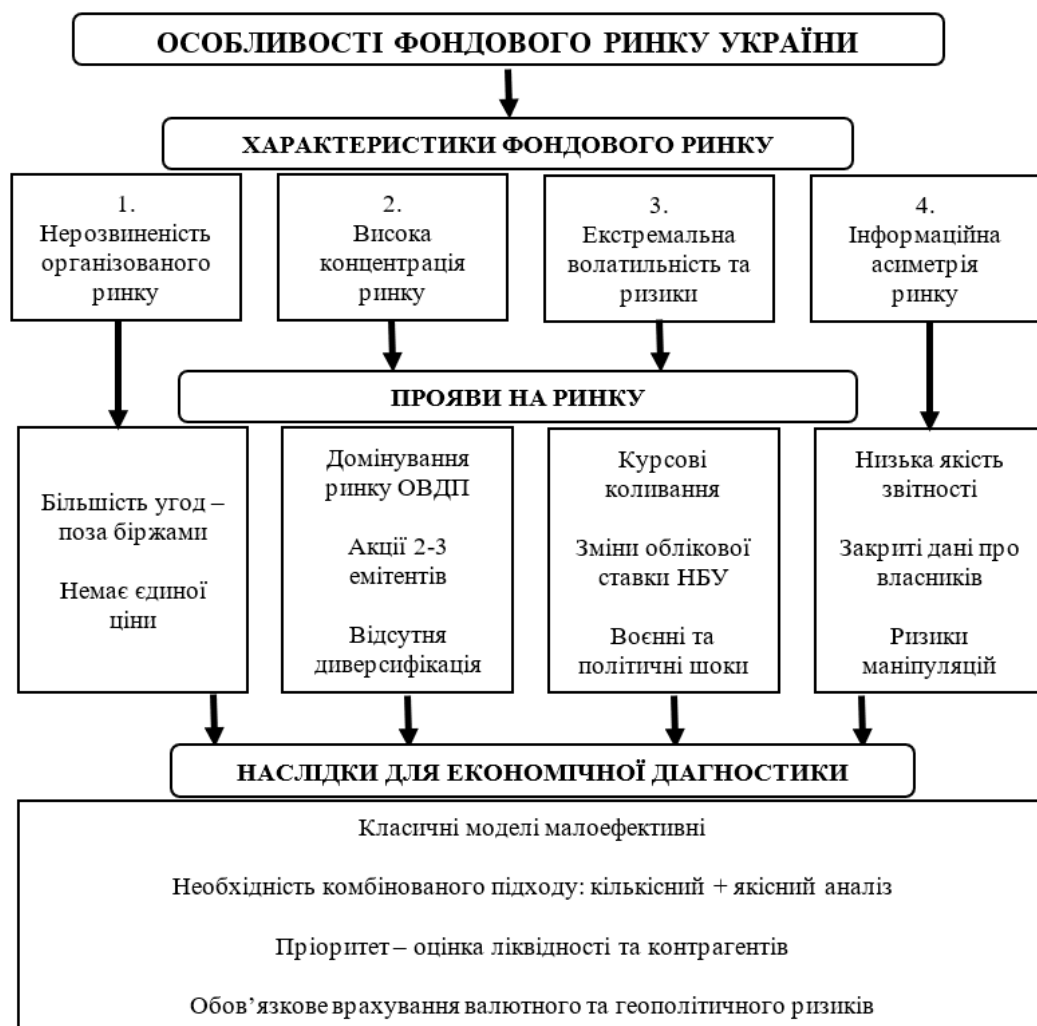 ОСОБЛИВОСТІ ФОНДОВОГО РИНКУ УКРАЇНИ
ХАРАКТЕРИСТИКИ ФОНДОВОГО РИНКУ
1.
Нерозвиненість
організованого
ринку
2.
Висока
концентрація
ринку
3.
Екстремальна
волатильність та
ризики
4.
Інформаційна
асиметрія
ринку
ПРОЯВИ НА РИНКУ
Більшість угод –
поза біржами
Немає єдиної
ціни
Домінування
ринку ОВДП
Акції 2-3
емітентів
Відсутня
диверсифікація
Курсові
коливання
Зміни облікової
ставки НБУ
Воєнні та
політичні шоки
Низька якість
звітності
Закриті дані про
власників
Ризики
маніпуляцій
НАСЛІДКИ ДЛЯ ЕКОНОМІЧНОЇ ДІАГНОСТИКИ
Класичні моделі малоефективні
Необхідність комбінованого підходу: кількісний + якісний аналіз
Пріоритет – оцінка ліквідності та контрагентів
Обов’язкове врахування валютного та геополітичного ризиків